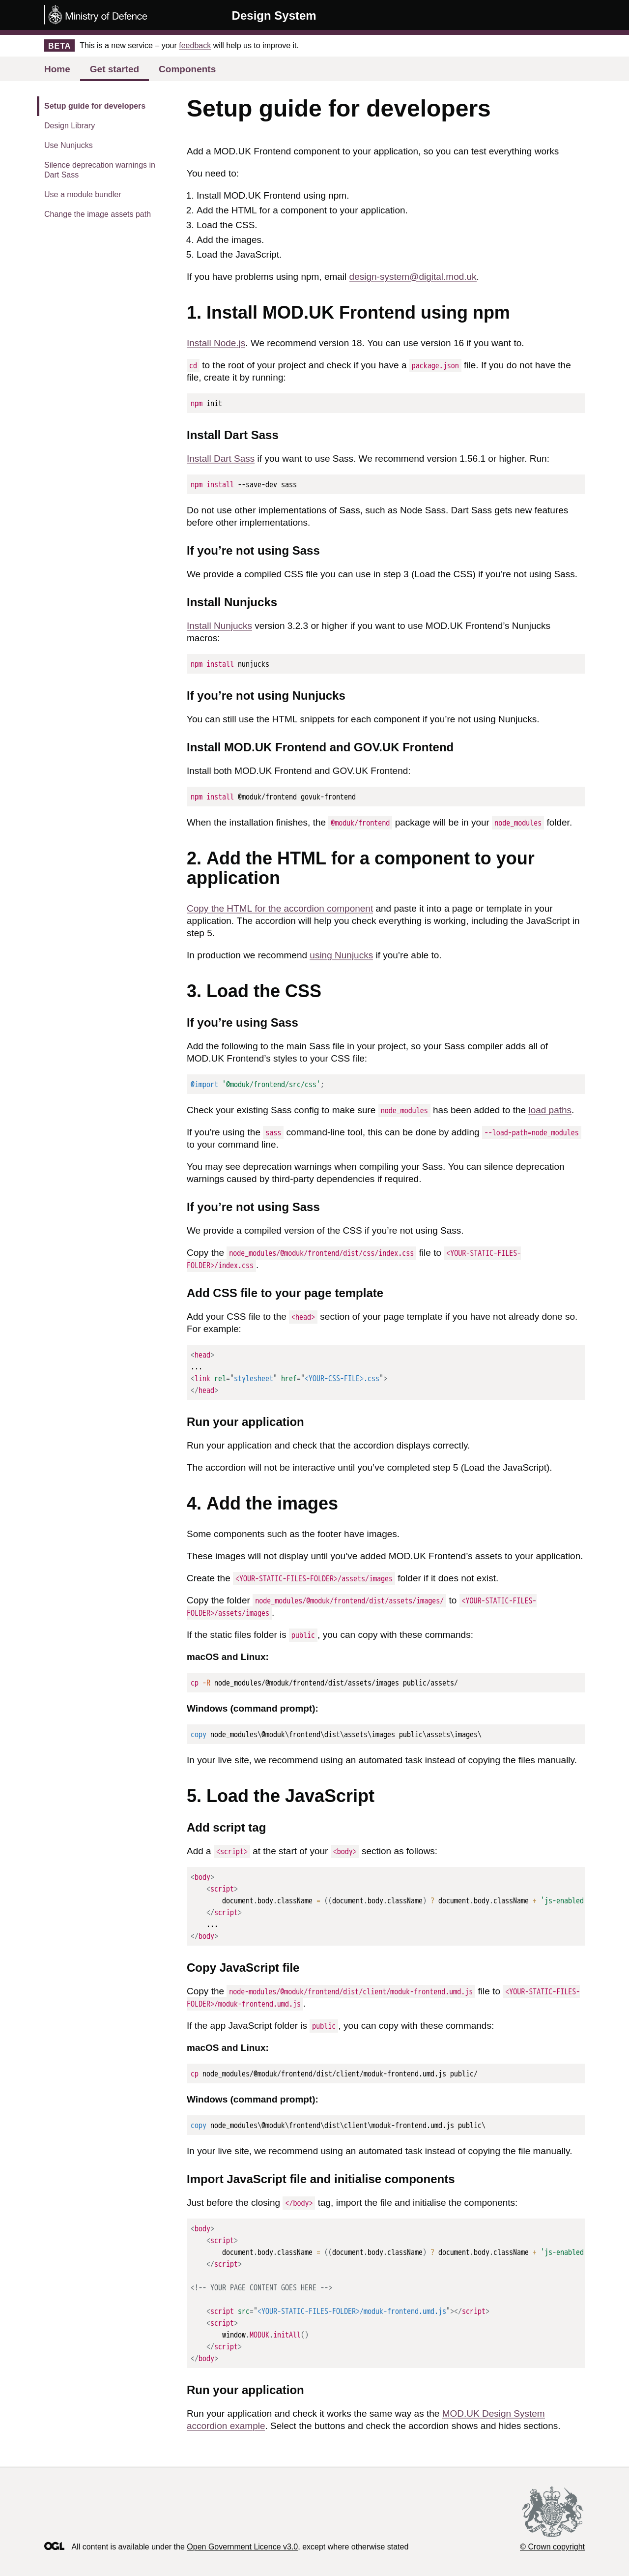 Ministry of Defence
Design System
BETA This is a new service – your feedback will help us to improve it.
Home Get started Components
Setup guide for developers
Design Library
Use Nunjucks
Silence deprecation warnings in
Dart Sass
Use a module bundler
Change the image assets path
Setup guide for developers
Add a MOD.UK Frontend component to your application, so you can test everything works
You need to:
1. Install MOD.UK Frontend using npm.
2. Add the HTML for a component to your application.
3. Load the CSS.
4. Add the images.
5. Load the JavaScript.
If you have problems using npm, email design-system@digital.mod.uk.
1. Install MOD.UK Frontend using npm
Install Node.js. We recommend version 18. You can use version 16 if you want to.
cd to the root of your project and check if you have a package.json file. If you do not have the
file, create it by running:
npm init
Install Dart Sass
Install Dart Sass if you want to use Sass. We recommend version 1.56.1 or higher. Run:
npm install --save-dev sass
Do not use other implementations of Sass, such as Node Sass. Dart Sass gets new features
before other implementations.
If you’re not using Sass
We provide a compiled CSS file you can use in step 3 (Load the CSS) if you’re not using Sass.
Install Nunjucks
Install Nunjucks version 3.2.3 or higher if you want to use MOD.UK Frontend’s Nunjucks
macros:
npm install nunjucks
If you’re not using Nunjucks
You can still use the HTML snippets for each component if you’re not using Nunjucks.
Install MOD.UK Frontend and GOV.UK Frontend
Install both MOD.UK Frontend and GOV.UK Frontend:
npm install @moduk/frontend govuk-frontend
When the installation finishes, the @moduk/frontend package will be in your node_modules folder.
2. Add the HTML for a component to your
application
Copy the HTML for the accordion component and paste it into a page or template in your
application. The accordion will help you check everything is working, including the JavaScript in
step 5.
In production we recommend using Nunjucks if you’re able to.
3. Load the CSS
If you’re using Sass
Add the following to the main Sass file in your project, so your Sass compiler adds all of
MOD.UK Frontend’s styles to your CSS file:
@import '@moduk/frontend/src/css';
Check your existing Sass config to make sure node_modules has been added to the load paths.
If you’re using the sass command-line tool, this can be done by adding --load-path=node_modules
to your command line.
You may see deprecation warnings when compiling your Sass. You can silence deprecation
warnings caused by third-party dependencies if required.
If you’re not using Sass
We provide a compiled version of the CSS if you’re not using Sass.
Copy the node_modules/@moduk/frontend/dist/css/index.css file to <YOUR-STATIC-FILES-
FOLDER>/index.css.
Add CSS file to your page template
Add your CSS file to the <head> section of your page template if you have not already done so.
For example:
<head>
...
<link rel="stylesheet" href="<YOUR-CSS-FILE>.css">
</head>
Run your application
Run your application and check that the accordion displays correctly.
The accordion will not be interactive until you’ve completed step 5 (Load the JavaScript).
4. Add the images
Some components such as the footer have images.
These images will not display until you’ve added MOD.UK Frontend’s assets to your application.
Create the <YOUR-STATIC-FILES-FOLDER>/assets/images folder if it does not exist.
Copy the folder node_modules/@moduk/frontend/dist/assets/images/ to <YOUR-STATIC-FILES-
FOLDER>/assets/images.
If the static files folder is public, you can copy with these commands:
macOS and Linux:
cp -R node_modules/@moduk/frontend/dist/assets/images public/assets/
Windows (command prompt):
copy node_modules\@moduk\frontend\dist\assets\images public\assets\images\
In your live site, we recommend using an automated task instead of copying the files manually.
5. Load the JavaScript
Add script tag
Add a <script> at the start of your <body> section as follows:
<body>
<script>
document.body.className = ((document.body.className) ? document.body.className + 'js-enabled
</script>
...
</body>
Copy JavaScript file
Copy the node-modules/@moduk/frontend/dist/client/moduk-frontend.umd.js file to <YOUR-STATIC-FILES-
FOLDER>/moduk-frontend.umd.js.
If the app JavaScript folder is public, you can copy with these commands:
macOS and Linux:
cp node_modules/@moduk/frontend/dist/client/moduk-frontend.umd.js public/
Windows (command prompt):
copy node_modules\@moduk\frontend\dist\client\moduk-frontend.umd.js public\
In your live site, we recommend using an automated task instead of copying the file manually.
Import JavaScript file and initialise components
Just before the closing </body> tag, import the file and initialise the components:
<body>
<script>
document.body.className = ((document.body.className) ? document.body.className + 'js-enabled
</script>
<!-- YOUR PAGE CONTENT GOES HERE -->
<script src="<YOUR-STATIC-FILES-FOLDER>/moduk-frontend.umd.js"></script>
<script>
window.MODUK.initAll()
</script>
</body>
Run your application
Run your application and check it works the same way as the MOD.UK Design System
accordion example. Select the buttons and check the accordion shows and hides sections.
OGL All content is available under the Open Government Licence v3.0, except where otherwise stated
© Crown copyright